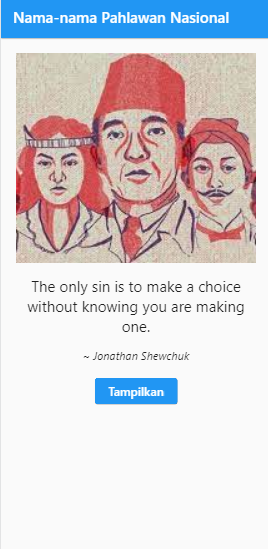 Nama-nama Pahlawan Nasional
The only sin is to make a choice
without knowing you are making
one.
~ Jonathan Shewchuk
Tampilkan